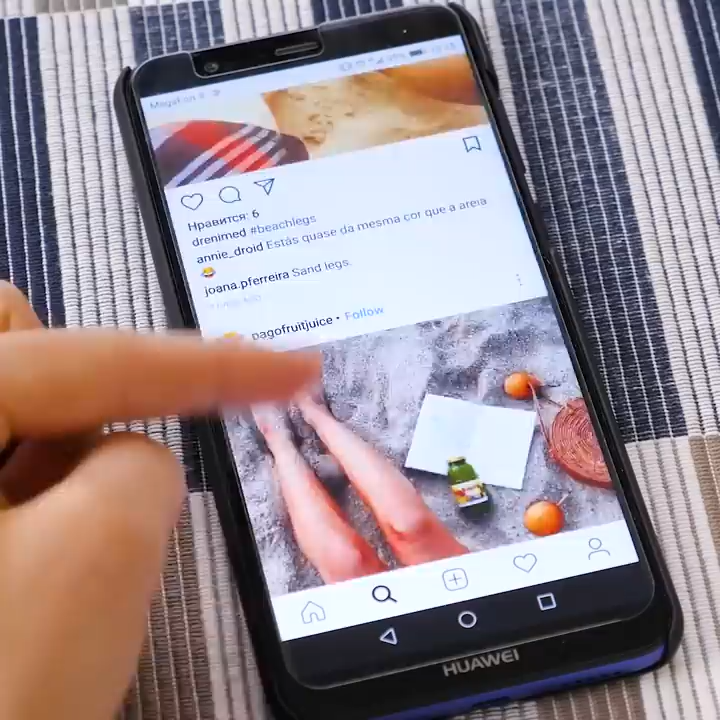 MegaFon
Нравится: 6
drenimed #beachlegs
annie_droid Estás quase da mesma cor que a areia
😂
joana.pferreira Sand legs.
pagofruitjuice • Follow
HUAWEI